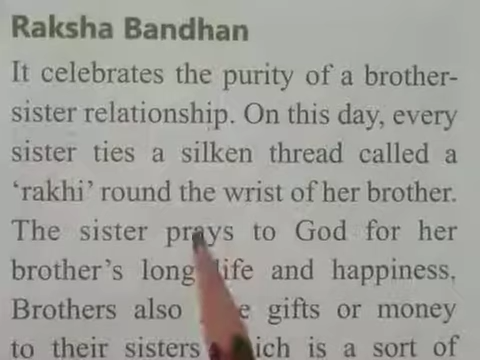 Raksha Bandhan
It celebrates the purity of a brother-
sister relationship. On this day, every
sister ties a silken thread called a
‘rakhi’ round the wrist of her brother.
The sister prays to God for her
brother’s long life and happiness,
Brothers also gifts or money
to their sisters which is a sort of